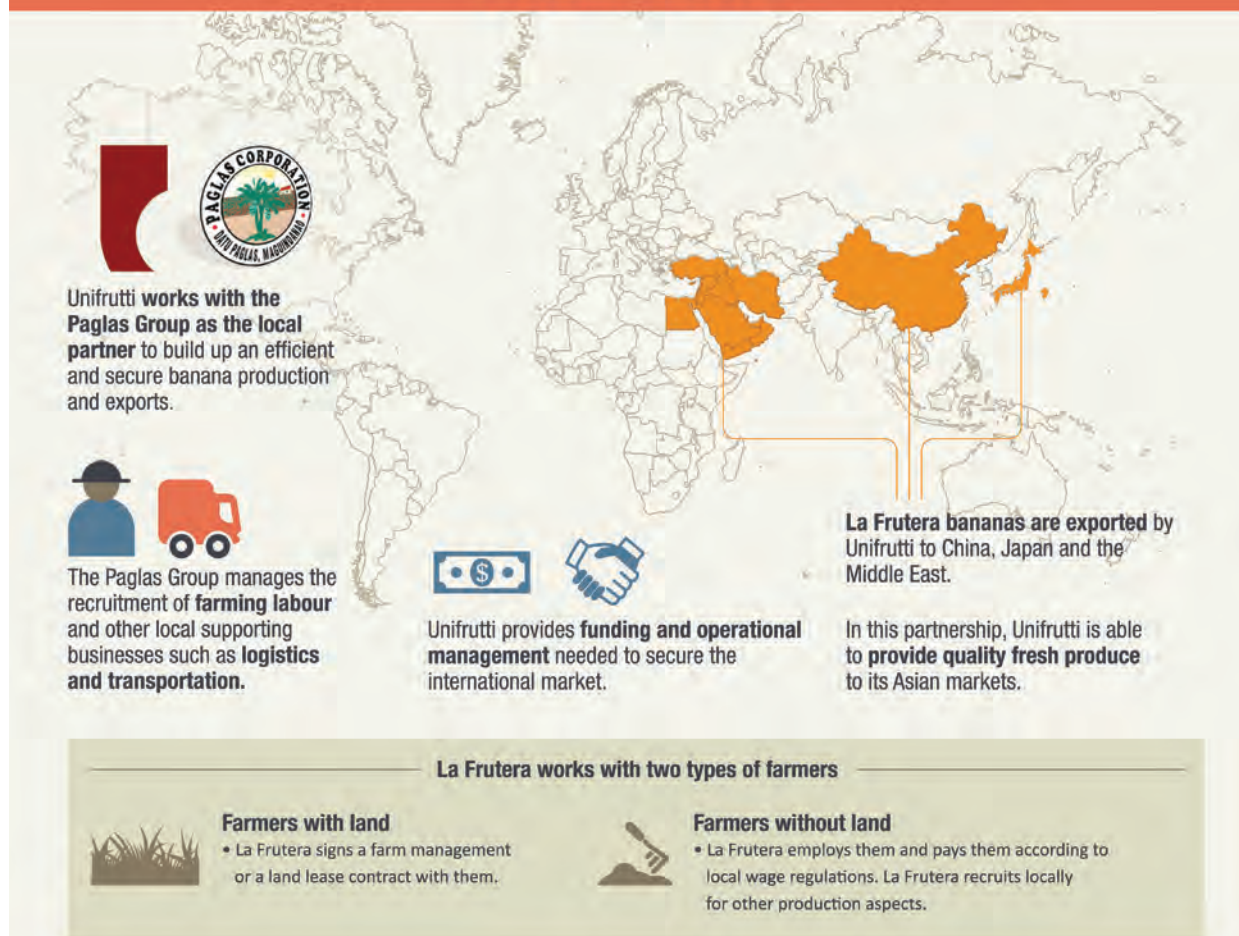 PAGLAS CORPORATION
DATU PAGLAS, MAGUINDANAO
Unifrutti works with the
Paglas Group as the local
partner to build up an efficient
and secure banana production
and exports.
The Paglas Group manages the
recruitment of farming labour
and other local supporting
businesses such as logistics
and transportation.
$
Unifrutti provides funding and operational
management needed to secure the
international market.
La Frutera bananas are exported by
Unifrutti to China, Japan and the
Middle East.
In this partnership, Unifrutti is able
to provide quality fresh produce
to its Asian markets.
La Frutera works with two types of farmers
Farmers with land
• La Frutera signs a farm management
or a land lease contract with them.
Farmers without land
• La Frutera employs them and pays them according to
local wage regulations. La Frutera recruits locally
for other production aspects.